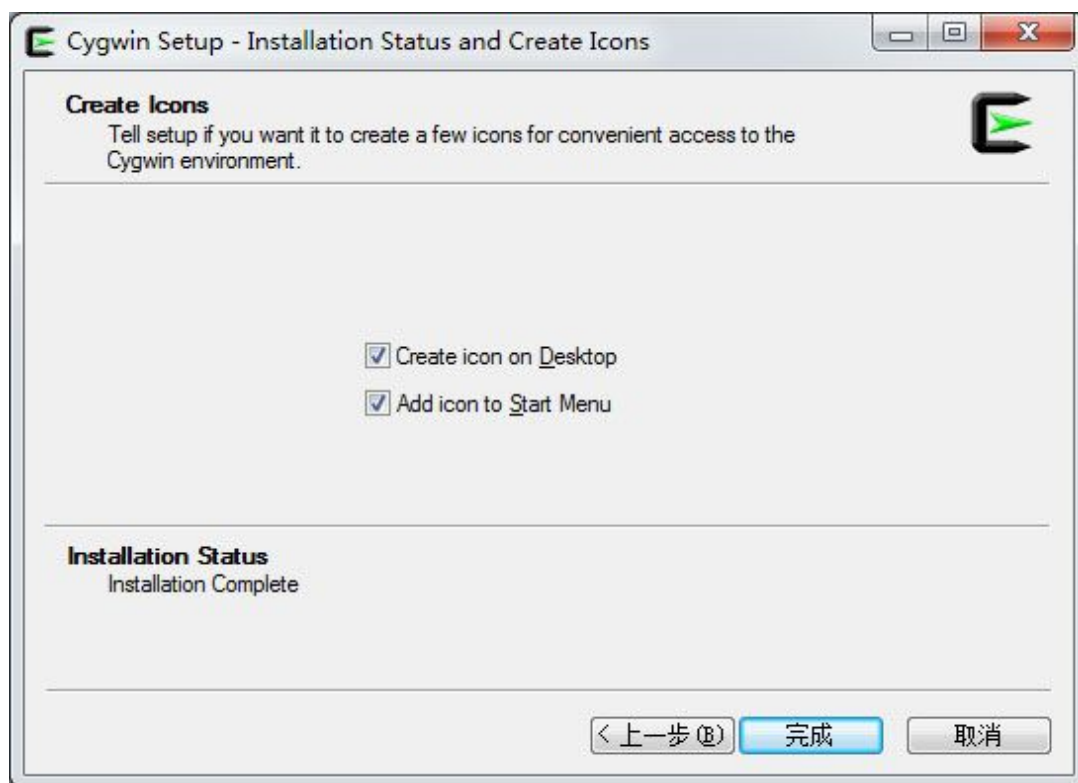 Cygwin Setup - Installation Status and Create Icons
Create Icons
Tell setup if you want it to create a few icons for convenient access to the
Cygwin environment.
Create icon on Desktop
Add icon to Start Menu
Installation Status
Installation Complete
< 上一步(B) 完成 取消